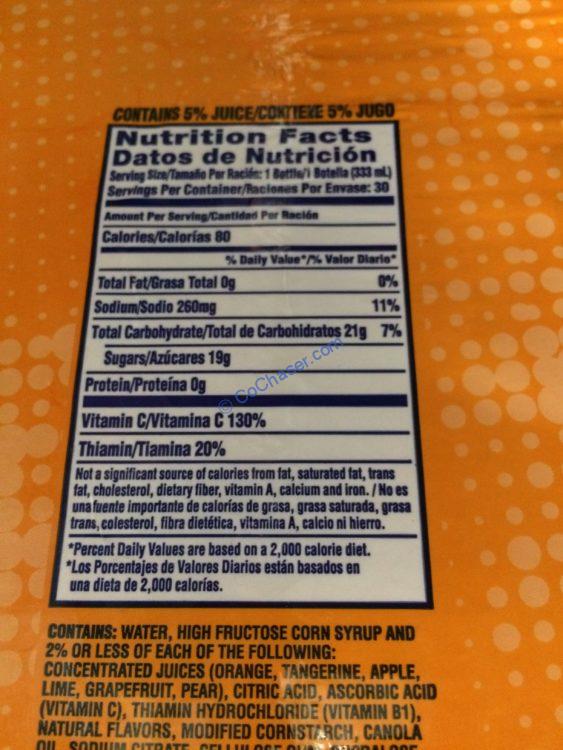 CONTAINS 5% JUICE/CONTIENE 5% JUGO
Nutrition Facts
Datos de Nutrición
Serving Size/Tamaño Por Ración: 1 Bottle/1 Botella (333 mL)
Servings Per Container/Raciones Por Envase: 30
Amount Per Serving/Cantidad Por Ración
Calories/Calorías 80
% Daily Value*/% Valor Diario*
Total Fat/Grasa Total 0g 0%
Sodium/Sodio 260mg 11%
Total Carbohydrate/Total de Carbohidratos 21g 7%
Sugars/Azúcares 19g
Protein/Proteína 0g
© CoChaser.com
Vitamin C/Vitamina C 130%
Thiamin/Tiamina 20%
Not a significant source of calories from fat, saturated fat, trans
fat, cholesterol, dietary fiber, vitamin A, calcium and iron. / No es
una fuente importante de calorías de grasa, grasa saturada, grasa
trans, colesterol, fibra dietética, vitamina A, calcio ni hierro.
*Percent Daily Values are based on a 2,000 calorie diet.
*Los Porcentajes de Valores Diarios están basados en
una dieta de 2,000 calorías.
CONTAINS: WATER, HIGH FRUCTOSE CORN SYRUP AND
2% OR LESS OF EACH OF THE FOLLOWING:
CONCENTRATED JUICES (ORANGE, TANGERINE, APPLE,
LIME, GRAPEFRUIT, PEAR), CITRIC ACID, ASCORBIC ACID
(VITAMIN C), THIAMIN HYDROCHLORIDE (VITAMIN B1),
NATURAL FLAVORS, MODIFIED CORNSTARCH, CANOLA
OIL, SODIUM CITRATE, CELLULOSE GUM, SUCRALOSE